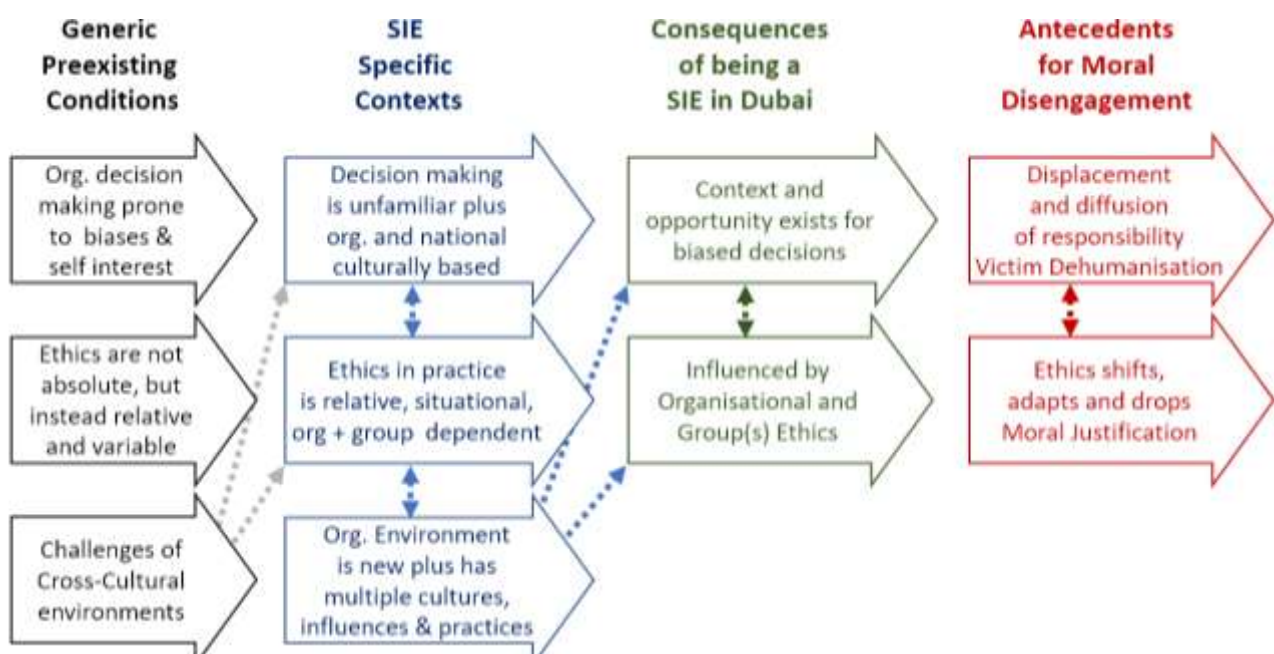 Generic
Preexisting
Conditions
SIE
Specific
Contexts
Consequences
of being a
SIE in Dubai
Antecedents
for Moral
Disengagement
Org. decision
making prone
to biases &
self interest
Decision making
is unfamiliar plus
org. and national
culturally based
Context and
opportunity exists for
biased decisions
Displacement
and diffusion
of responsibility
Victim Dehumanisation
Ethics are not
absolute, but
instead relative
and variable
Ethics in practice
is relative, situational,
org + group dependent
Influenced by
Organisational and
Group(s) Ethics
Ethics shifts,
adapts and drops
Moral Justification
Challenges of
Cross-Cultural
environments
Org. Environment
is new plus has
multiple cultures,
influences & practices